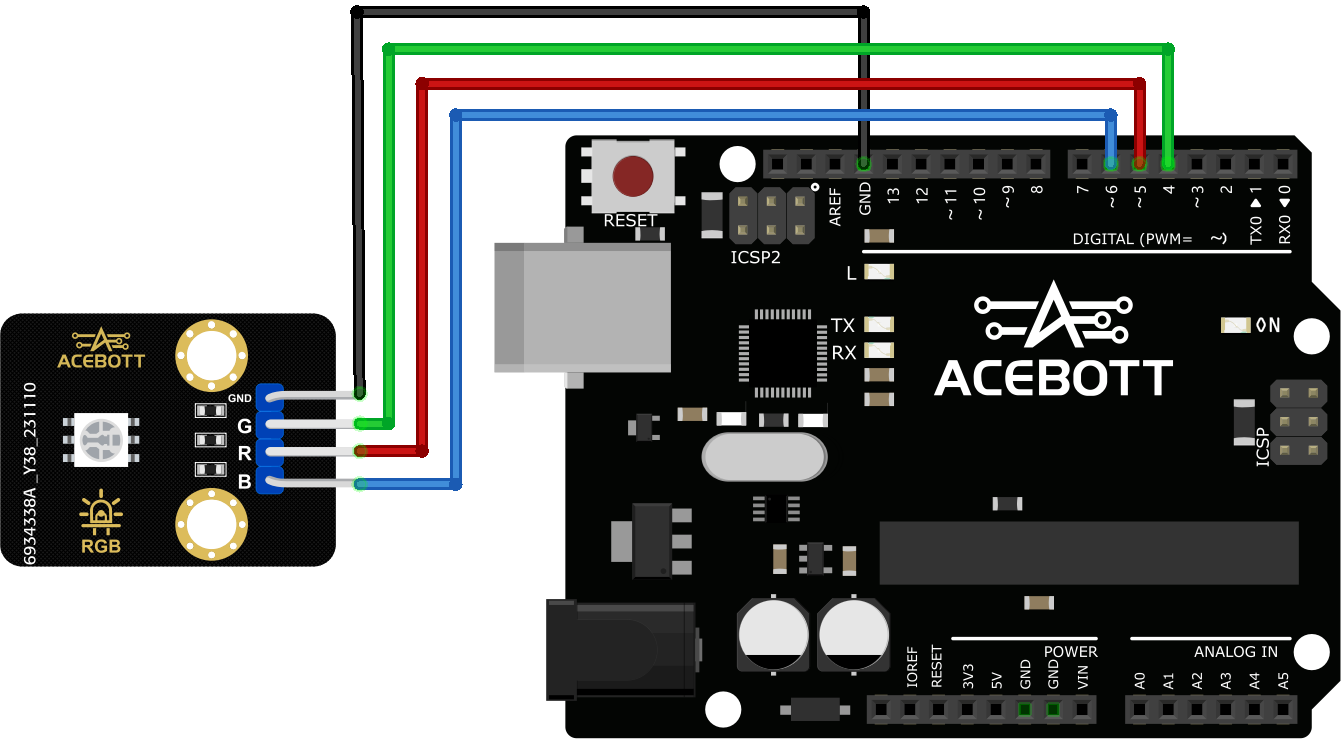 ACEBOTT
6934338A _Y38_231110
GND
G
R
B
RGB
RESET
ICSP2
AREF
GND
13
12
~11
~10
~9
8
7
~6
~5
4
~3
2
TX0 ▶ 1
RX0 ◀ 0
DIGITAL (PWM= ~)
L
TX
RX
ACEBOTT
ON
ICSP
POWER
ANALOG IN
IOREF
RESET
3V3
5V
GND
GND
VIN
A0
A1
A2
A3
A4
A5